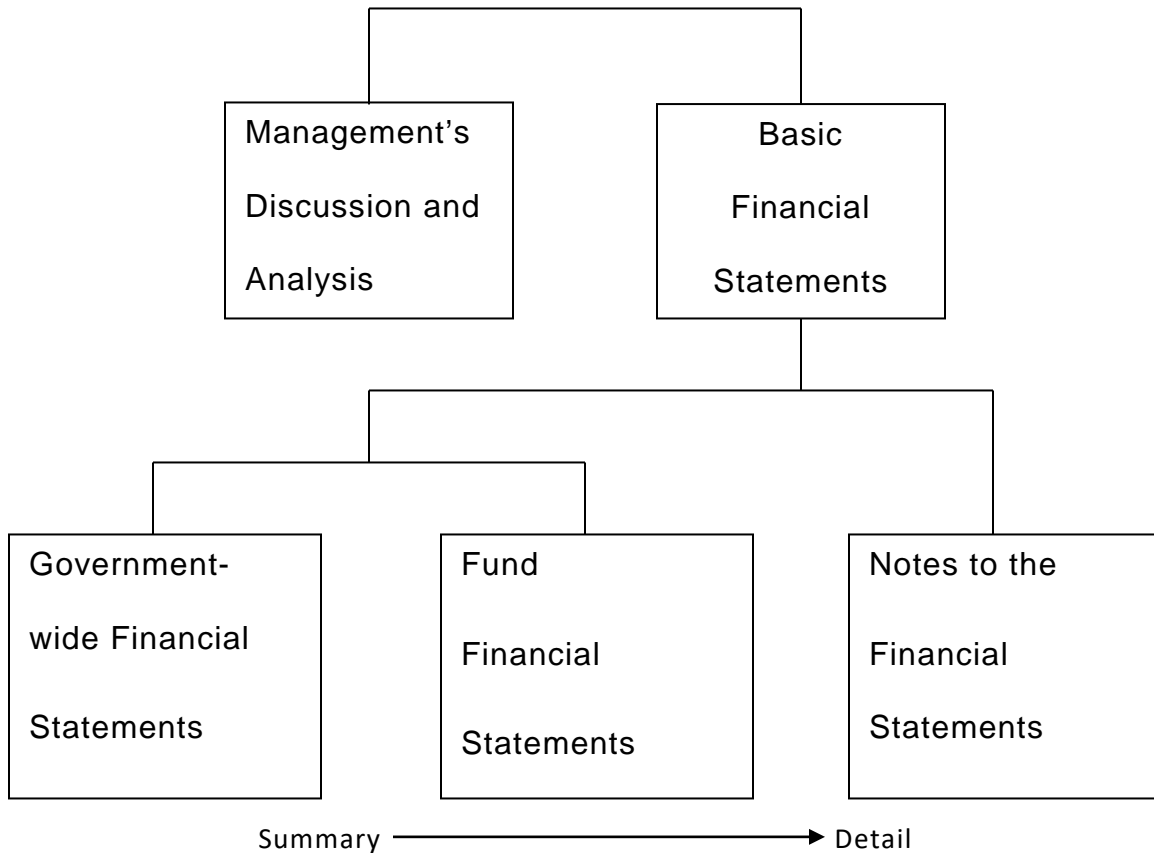 Management's
Discussion and
Analysis
Basic
Financial
Statements
Government-
wide Financial
Statements
Fund
Financial
Statements
Notes to the
Financial
Statements
Summary
Detail